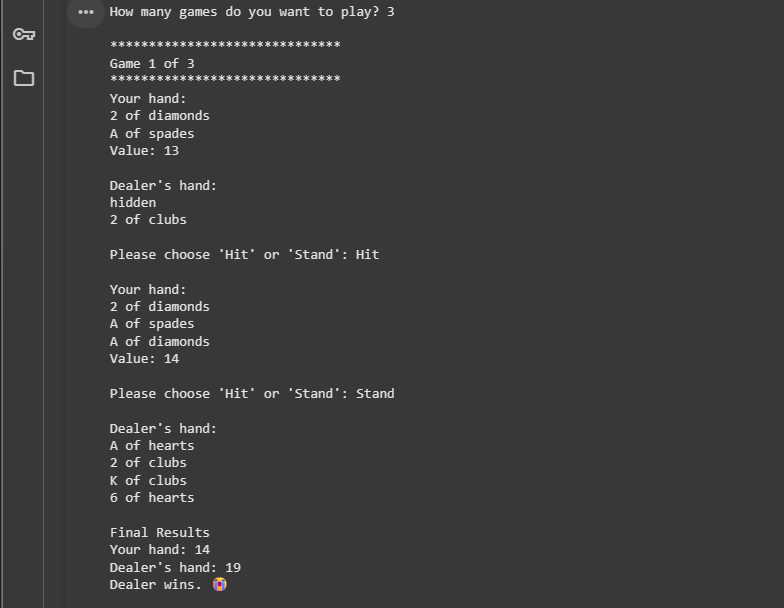 How many games do you want to play? 3
******************************
Game 1 of 3
******************************
Your hand:
2 of diamonds
A of spades
Value: 13
Dealer's hand:
hidden
2 of clubs
Please choose 'Hit' or 'Stand': Hit
Your hand:
2 of diamonds
A of spades
A of diamonds
Value: 14
Please choose 'Hit' or 'Stand': Stand
Dealer's hand:
A of hearts
2 of clubs
K of clubs
6 of hearts
Final Results
Your hand: 14
Dealer's hand: 19
Dealer wins. 😭